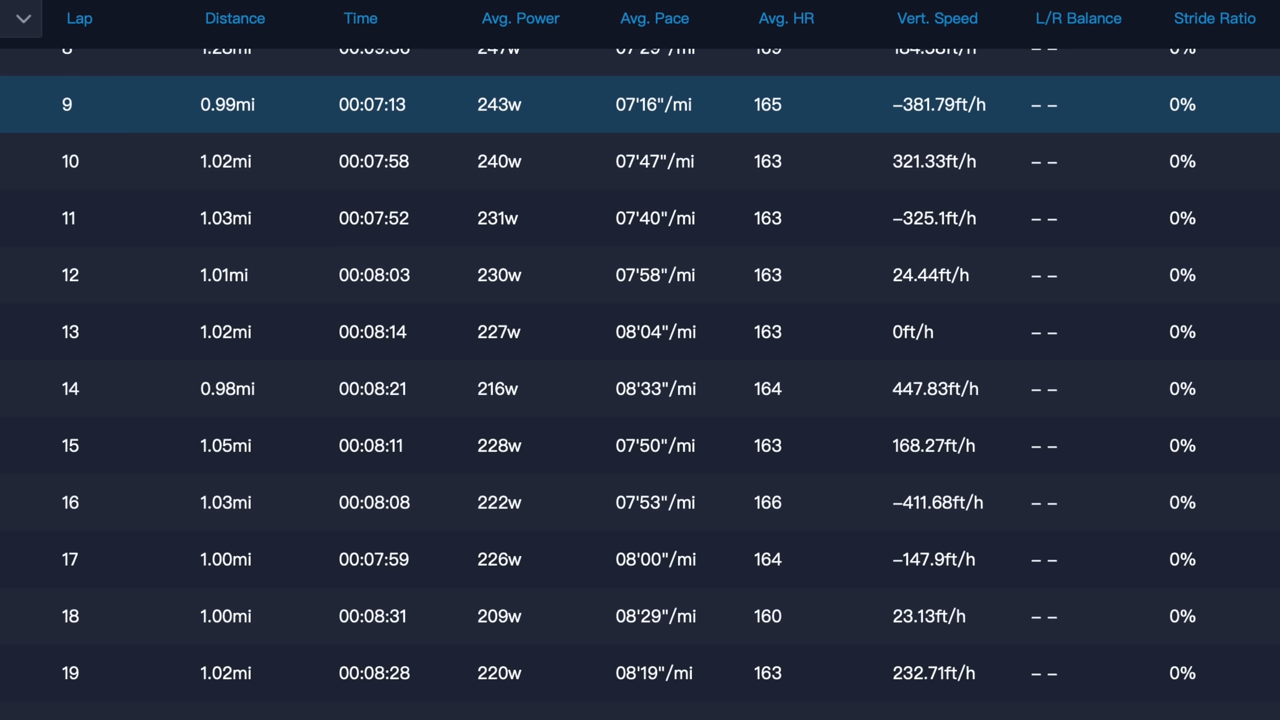 Lap Distance Time Avg. Power Avg. Pace Avg. HR Vert. Speed L/R Balance Stride Ratio
9 0.99mi 00:07:13 243w 07'16"/mi 165 –381.79ft/h – – 0%
10 1.02mi 00:07:58 240w 07'47"/mi 163 321.33ft/h – – 0%
11 1.03mi 00:07:52 231w 07'40"/mi 163 –325.1ft/h – – 0%
12 1.01mi 00:08:03 230w 07'58"/mi 163 24.44ft/h – – 0%
13 1.02mi 00:08:14 227w 08'04"/mi 163 0ft/h – – 0%
14 0.98mi 00:08:21 216w 08'33"/mi 164 447.83ft/h – – 0%
15 1.05mi 00:08:11 228w 07'50"/mi 163 168.27ft/h – – 0%
16 1.03mi 00:08:08 222w 07'53"/mi 166 –411.68ft/h – – 0%
17 1.00mi 00:07:59 226w 08'00"/mi 164 –147.9ft/h – – 0%
18 1.00mi 00:08:31 209w 08'29"/mi 160 23.13ft/h – – 0%
19 1.02mi 00:08:28 220w 08'19"/mi 163 232.71ft/h – – 0%